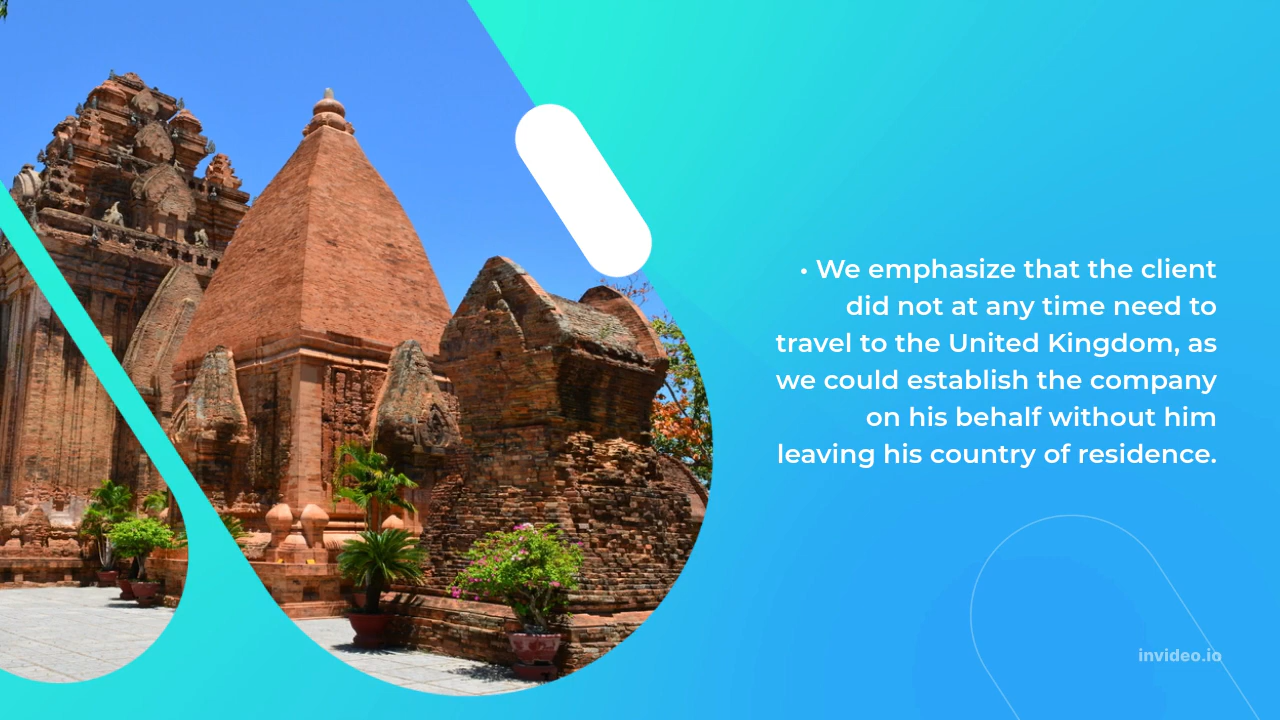 • We emphasize that the client
did not at any time need to
travel to the United Kingdom, as
we could establish the company
on his behalf without him
leaving his country of residence.
invideo.io